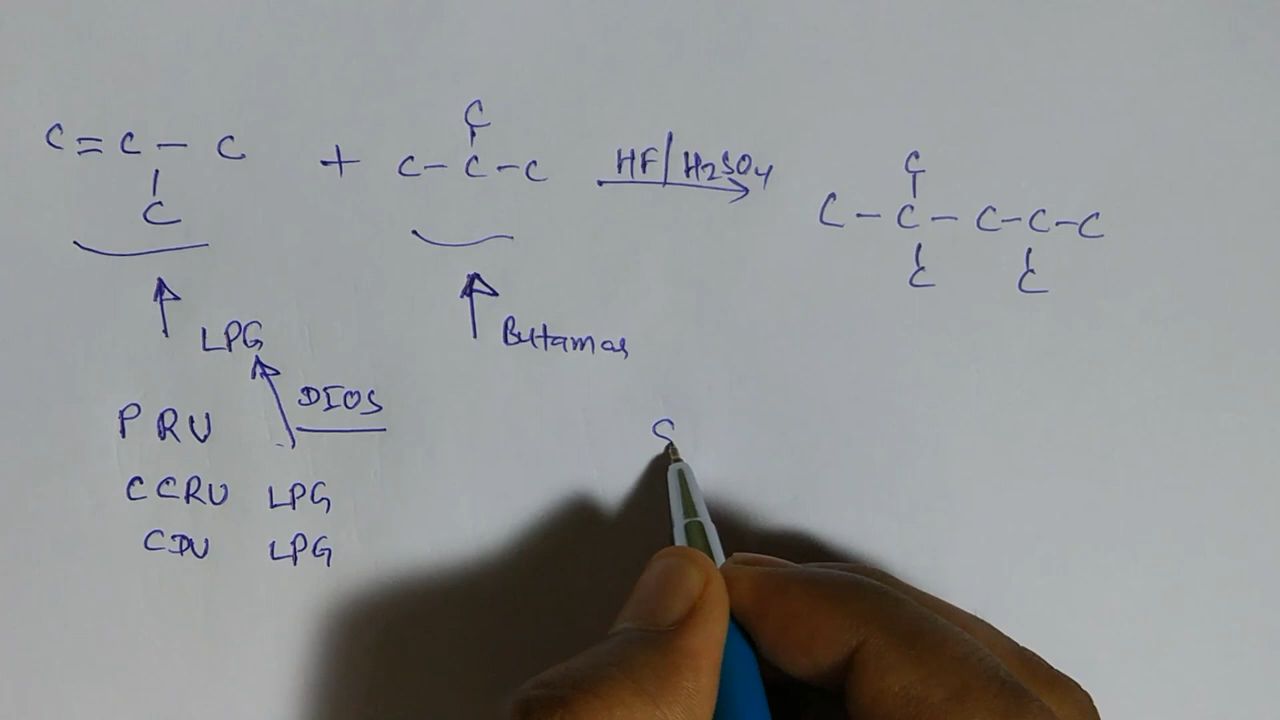 C = C - C + C - C - C HF/H2SO4 C - C - C - C - C
C C C C C
LPG Butamas
DIOS
PRU
CCRU LPG
CDU LPG
S